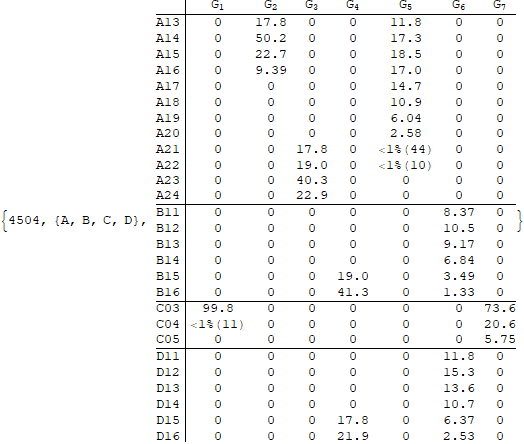 G1 G2 G3 G4 G5 G6 G7
A13 0 17.8 0 0 11.8 0 0
A14 0 50.2 0 0 17.3 0 0
A15 0 22.7 0 0 18.5 0 0
A16 0 9.39 0 0 17.0 0 0
A17 0 0 0 0 14.7 0 0
A18 0 0 0 0 10.9 0 0
A19 0 0 0 0 6.04 0 0
A20 0 0 0 0 2.58 0 0
A21 0 0 17.8 0 <1%(44) 0 0
A22 0 0 19.0 0 <1%(10) 0 0
A23 0 0 40.3 0 0 0 0
A24 0 0 22.9 0 0 0 0
B11 0 0 0 0 0 8.37 0
{4504, {A, B, C, D}, B12 0 0 0 0 0 10.5 0 }
B13 0 0 0 0 0 9.17 0
B14 0 0 0 0 0 6.84 0
B15 0 0 0 19.0 0 3.49 0
B16 0 0 0 41.3 0 1.33 0
C03 99.8 0 0 0 0 0 73.6
C04 <1%(11) 0 0 0 0 0 20.6
C05 0 0 0 0 0 0 5.75
D11 0 0 0 0 0 11.8 0
D12 0 0 0 0 0 15.3 0
D13 0 0 0 0 0 13.6 0
D14 0 0 0 0 0 10.7 0
D15 0 0 0 17.8 0 6.37 0
D16 0 0 0 21.9 0 2.53 0